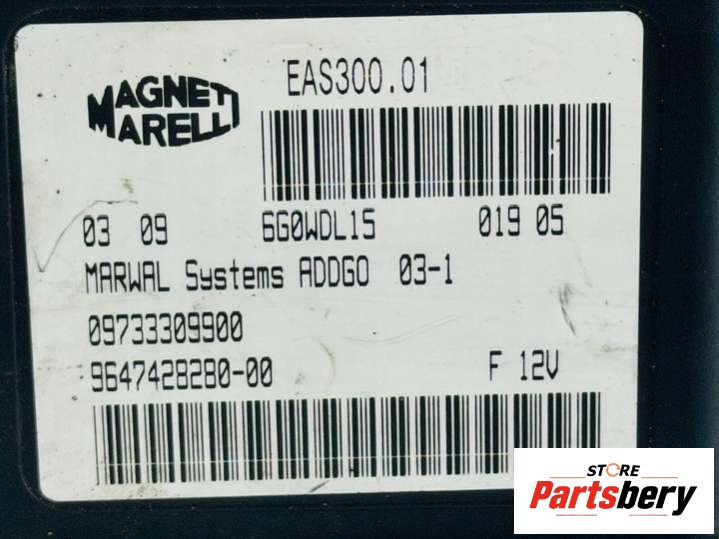 MAGNETI
MARELLI
EAS300.01
03 09 6G0WDL15 019 05
MARWAL Systems ADDGO 03-1
09733309900
9647428280-00 F 12V
STORE
Partsbery